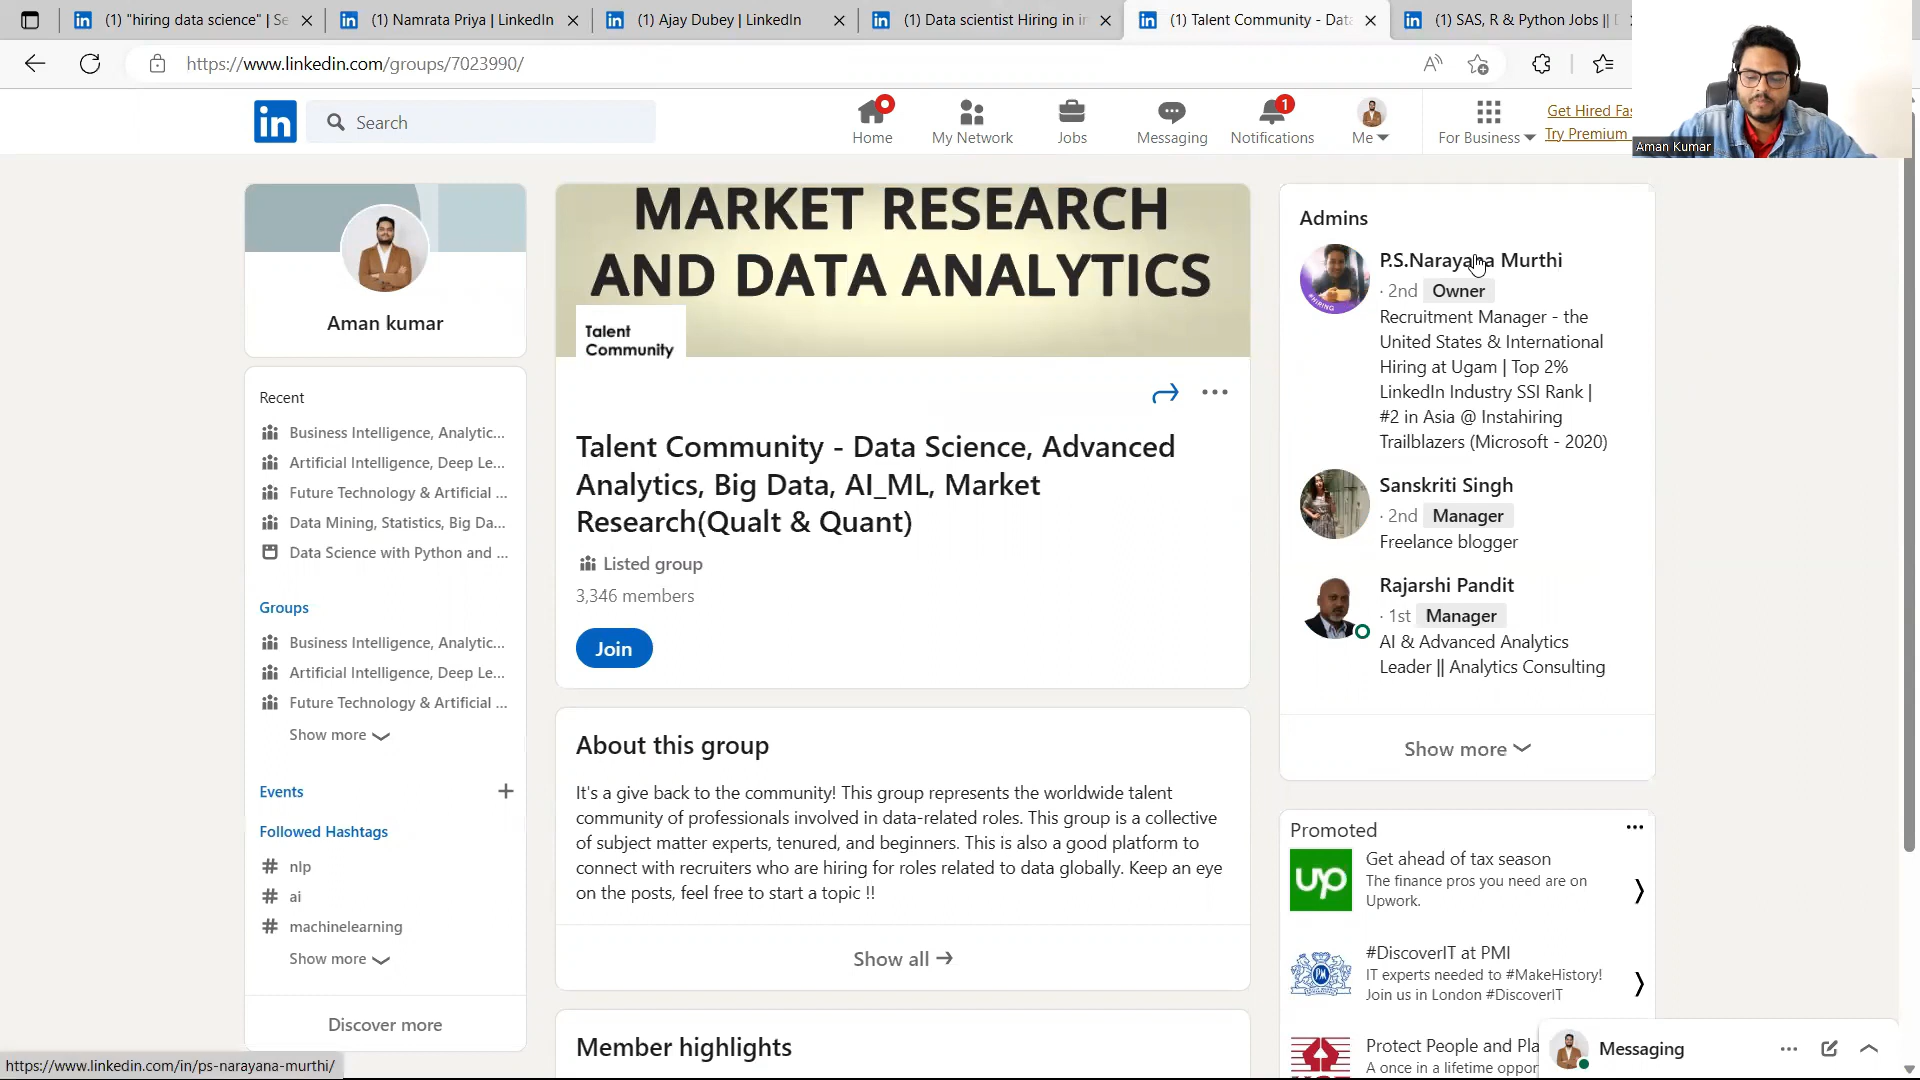 (1) "hiring data science" | Se
(1) Namrata Priya | LinkedIn
(1) Ajay Dubey | LinkedIn
(1) Data scientist Hiring in in
(1) Talent Community - Data
(1) SAS, R & Python Jobs ||
https://www.linkedin.com/groups/7023990/
in
Search
Home
My Network
Jobs
Messaging
1
Notifications
Me
For Business
Get Hired Fas
Try Premium
Aman Kumar
Aman kumar
Recent
Business Intelligence, Analytic...
Artificial Intelligence, Deep Le...
Future Technology & Artificial ...
Data Mining, Statistics, Big Da...
Data Science with Python and ...
Groups
Business Intelligence, Analytic...
Artificial Intelligence, Deep Le...
Future Technology & Artificial ...
Show more
Events
Followed Hashtags
# nlp
# ai
# machinelearning
Show more
Discover more
https://www.linkedin.com/in/ps-narayana-murthi/
MARKET RESEARCH
AND DATA ANALYTICS
Talent
Community
Talent Community - Data Science, Advanced
Analytics, Big Data, AI_ML, Market
Research(Qualt & Quant)
Listed group
3,346 members
Join
About this group
It's a give back to the community! This group represents the worldwide talent
community of professionals involved in data-related roles. This group is a collective
of subject matter experts, tenured, and beginners. This is also a good platform to
connect with recruiters who are hiring for roles related to data globally. Keep an eye
on the posts, feel free to start a topic !!
Show all →
Member highlights
Admins
P.S.Narayana Murthi
· 2nd Owner
Recruitment Manager - the
United States & International
Hiring at Ugam | Top 2%
LinkedIn Industry SSI Rank |
#2 in Asia @ Instahiring
Trailblazers (Microsoft - 2020)
#HIRING
Sanskriti Singh
· 2nd Manager
Freelance blogger
Rajarshi Pandit
· 1st Manager
AI & Advanced Analytics
Leader || Analytics Consulting
Show more
Promoted
up
Get ahead of tax season
The finance pros you need are on
Upwork.
#DiscoverIT at PMI
IT experts needed to #MakeHistory!
Join us in London #DiscoverIT
Protect People and Pla
A once in a lifetime oppor
Messaging